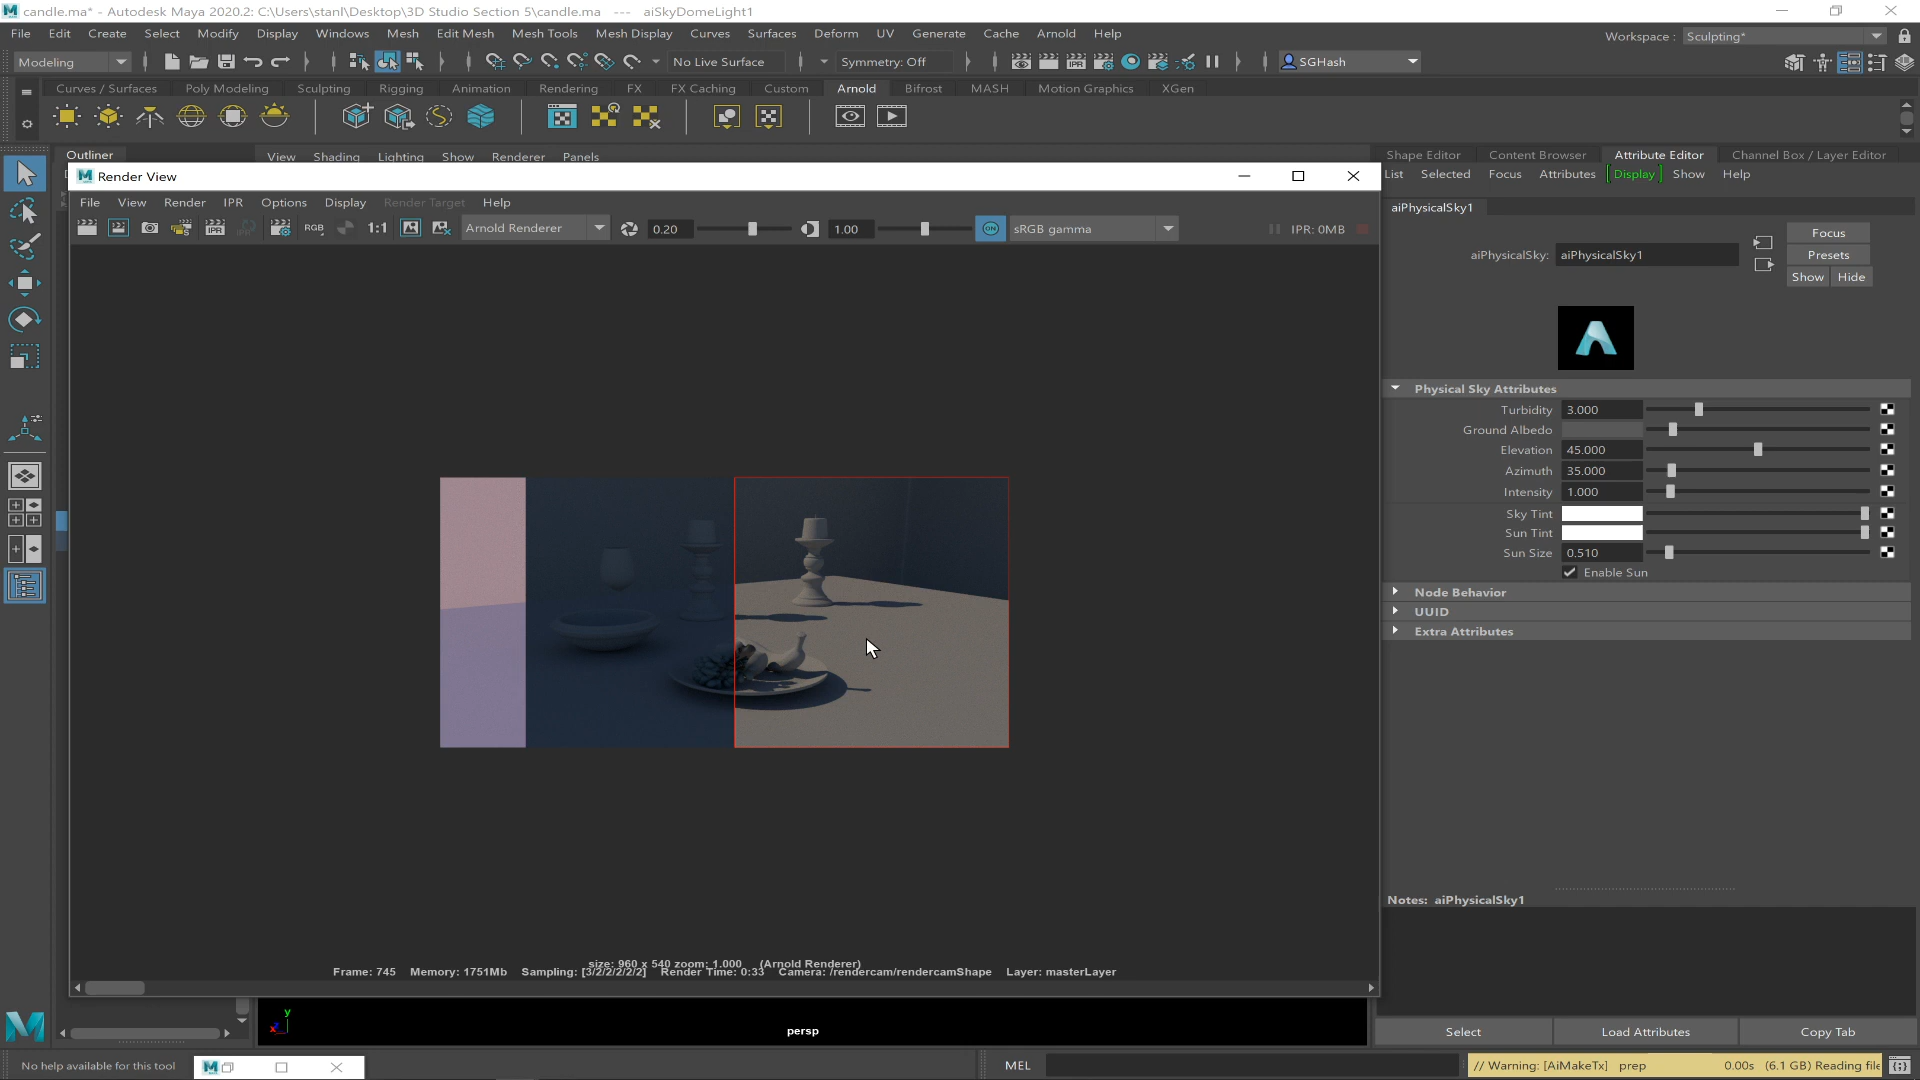 candle.ma* - Autodesk Maya 2020.2: C:\Users\stanl\Desktop\3D Studio Section 5\candle.ma --- aiSkyDomeLight1
File Edit Create Select Modify Display Windows Mesh Edit Mesh Mesh Tools Mesh Display Curves Surfaces Deform UV Generate Cache Arnold Help
Workspace : Sculpting*
Modeling No Live Surface Symmetry: Off SGHash
Curves / Surfaces Poly Modeling Sculpting Rigging Animation Rendering FX FX Caching Custom Arnold Bifrost MASH Motion Graphics XGen
Outliner View Shading Lighting Show Renderer Panels
Shape Editor Content Browser Attribute Editor Channel Box / Layer Editor
Render View
List Selected Focus Attributes Display Show Help
File View Render IPR Options Display Render Target Help
IPR RGB 1:1 Arnold Renderer 0.20 1.00 ON sRGB gamma IPR: 0MB
aiPhysicalSky1
Focus
aiPhysicalSky: aiPhysicalSky1 Presets
Show Hide
Physical Sky Attributes
Turbidity 3.000
Ground Albedo
Elevation 45.000
Azimuth 35.000
Intensity 1.000
Sky Tint
Sun Tint
Sun Size 0.510
Enable Sun
Node Behavior
UUID
Extra Attributes
Notes: aiPhysicalSky1
size: 960 x 540 zoom: 1.000 (Arnold Renderer)
Frame: 745 Memory: 1751Mb Sampling: [3/2/2/2/2/2] Render Time: 0:33 Camera: /rendercam/rendercamShape Layer: masterLayer
y
x z
persp
Select Load Attributes Copy Tab
No help available for this tool
MEL
// Warning: [AiMakeTx] prep 0.00s (6.1 GB) Reading file